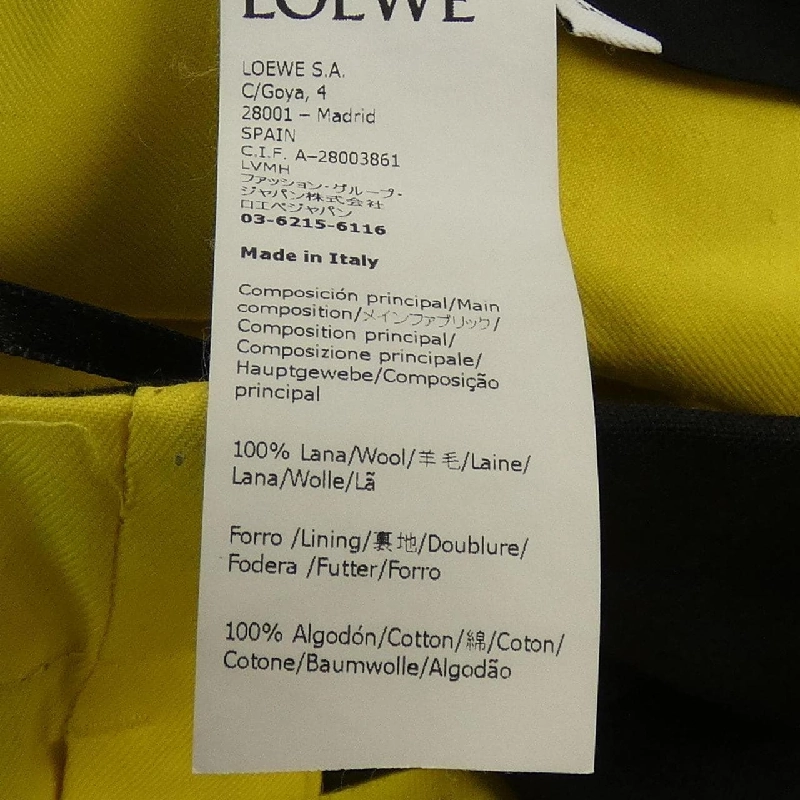 LOEWE
LOEWE S.A.
C/Goya, 4
28001 – Madrid
SPAIN
C.I.F. A-28003861
LVMH
ファッション・グループ・
ジャパン株式会社
ロエベジャパン
03-6215-6116
Made in Italy
Composición principal/Main
composition/メインファブリック/
Composition principal/
Composizione principale/
Hauptgewebe/Composição
principal
100% Lana/Wool/羊毛/Laine/
Lana/Wolle/Lã
Forro /Lining/裏地/Doublure/
Fodera /Futter/Forro
100% Algodón/Cotton/綿/Coton/
Cotone/Baumwolle/Algodão